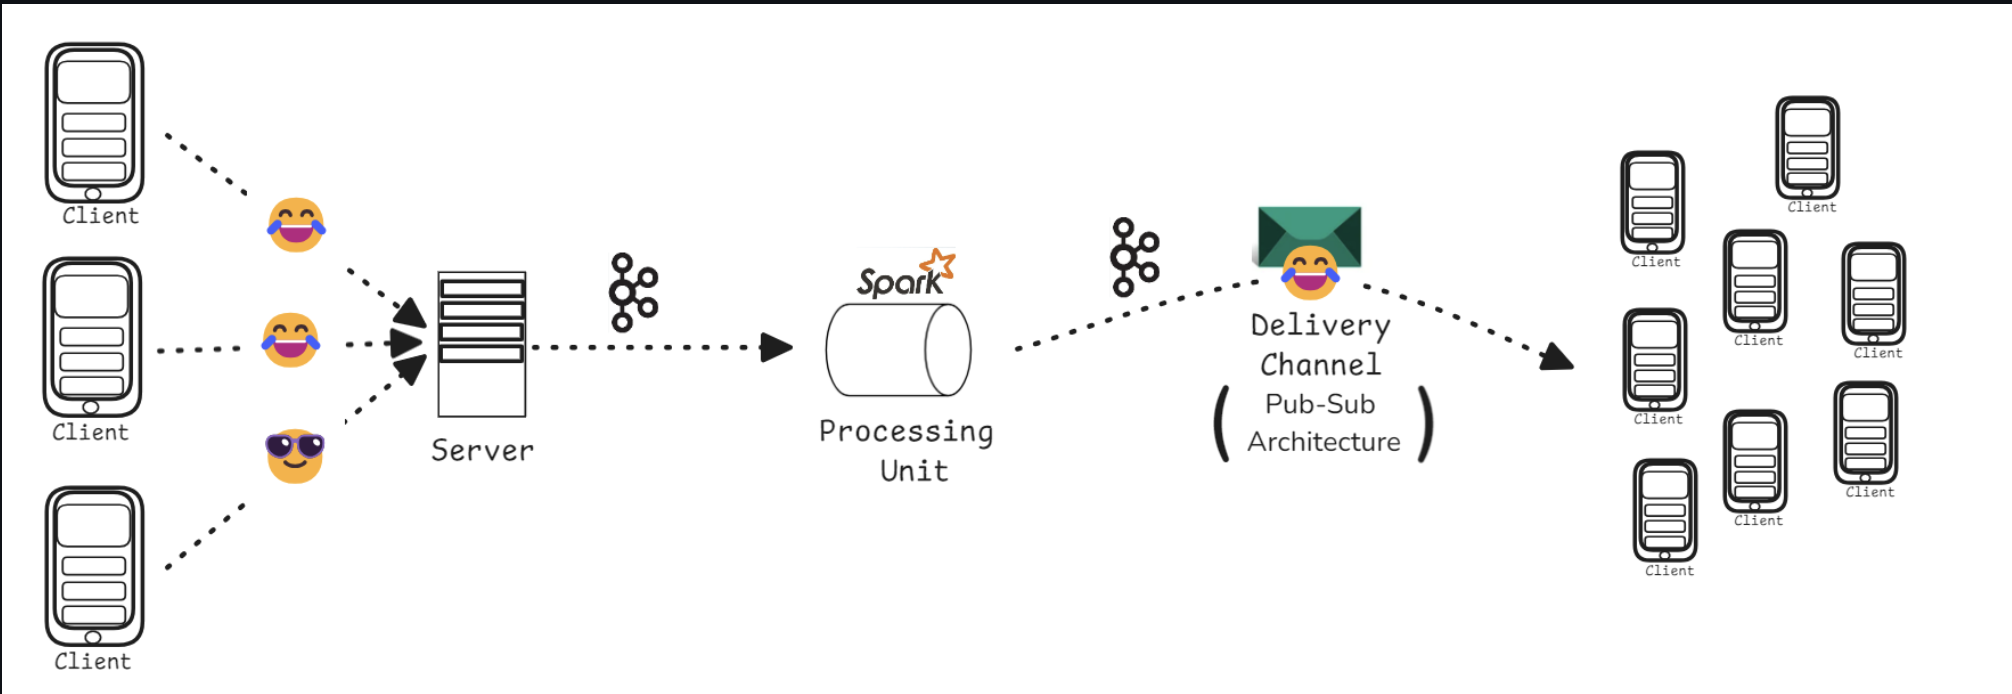 Client
Client
Client
Server
Spark
Processing
Unit
Delivery
Channel
( Pub-Sub
Architecture )
Client
Client
Client
Client
Client
Client
Client
Client